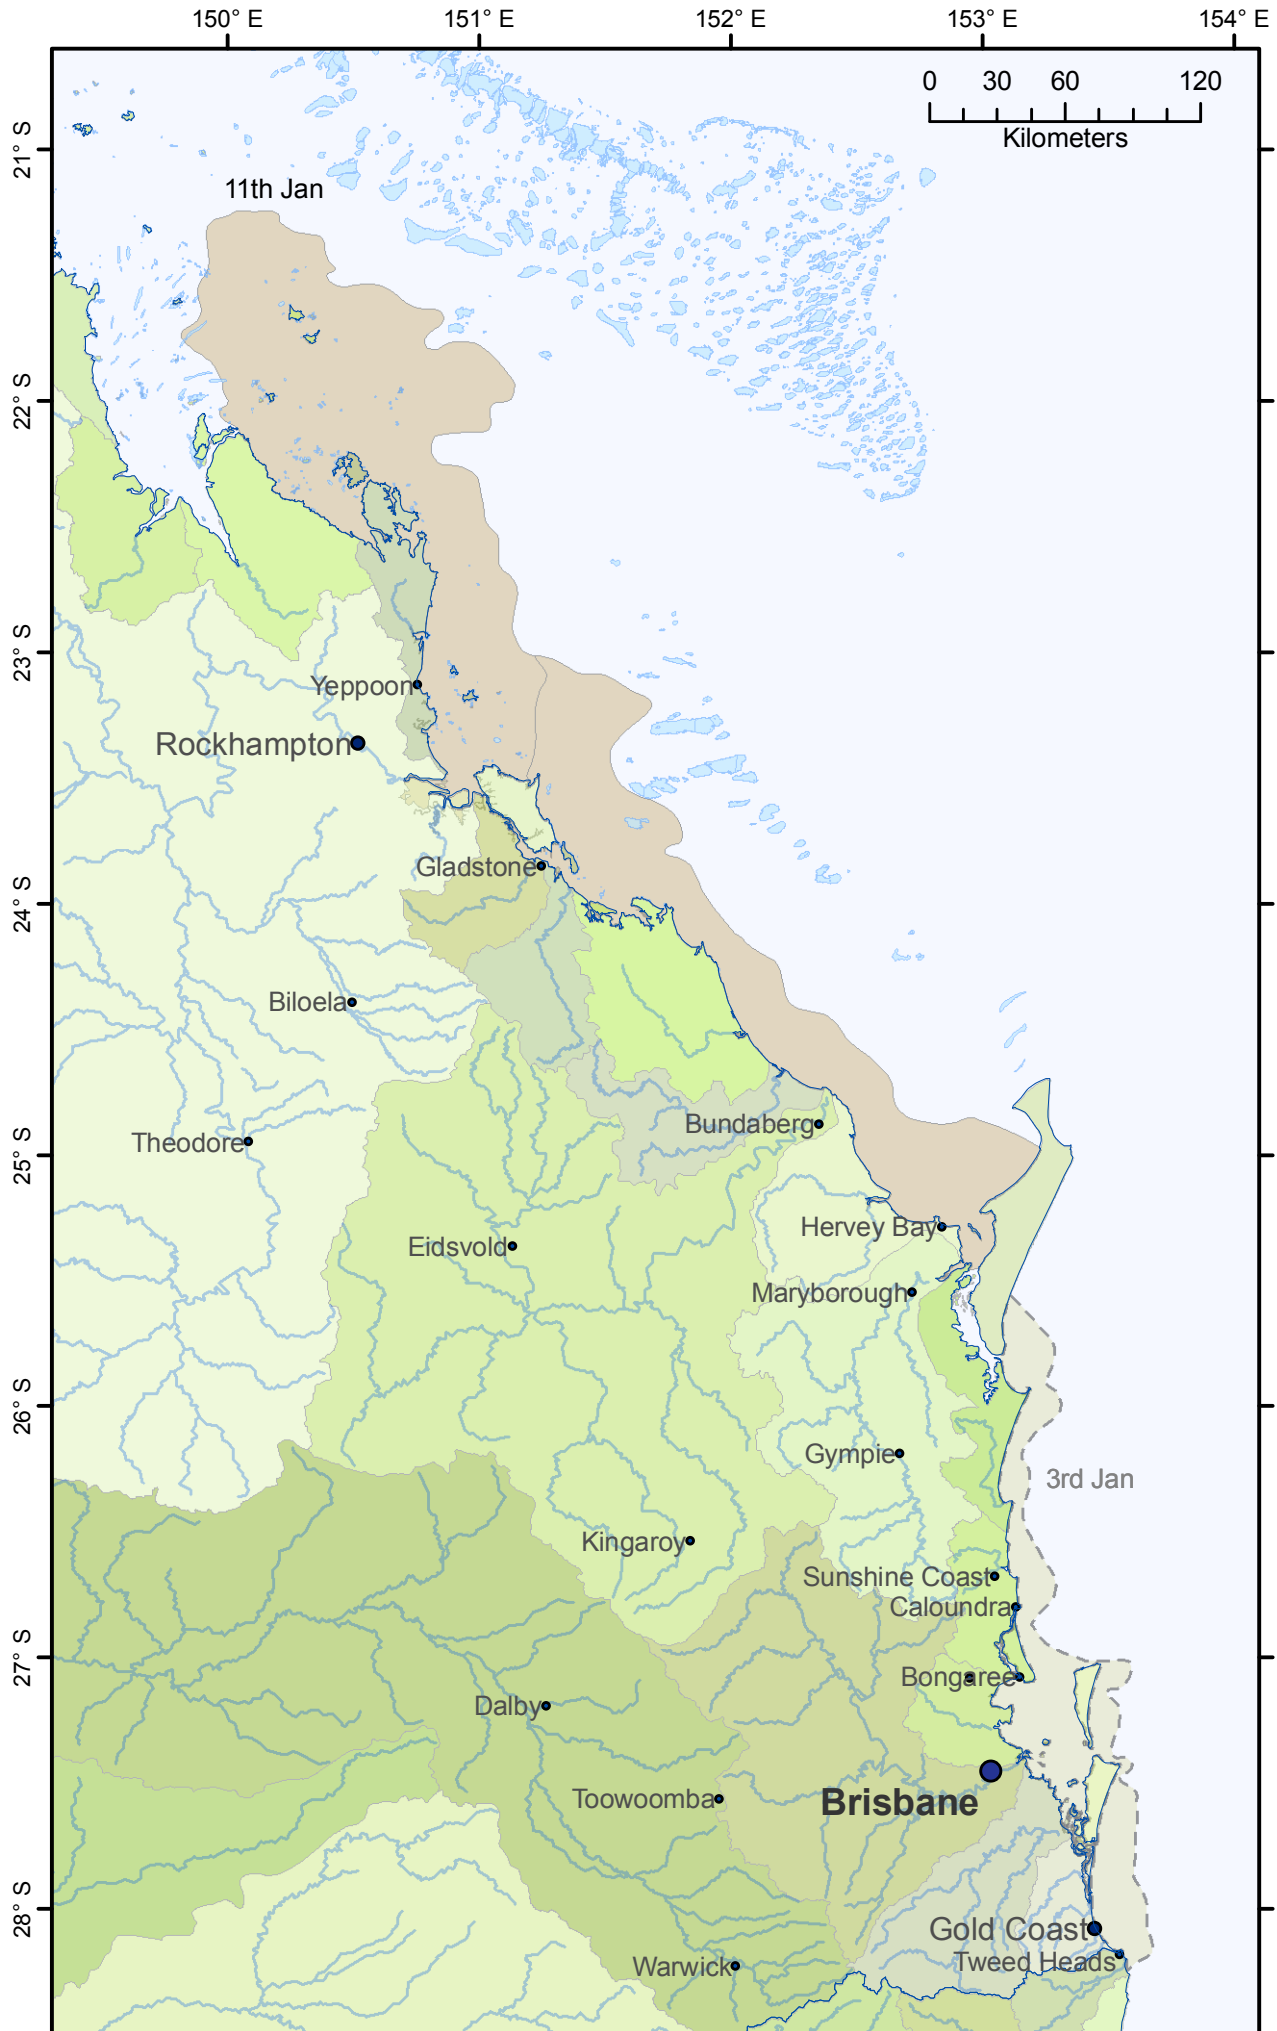 150° E 151° E 152° E 153° E 154° E
0 30 60 120
Kilometers
21° S
11th Jan
22° S
23° S
Yeppoon
Rockhampton
Gladstone
24° S
Biloela
Bundaberg
Theodore
25° S
Hervey Bay
Eidsvold
Maryborough
26° S
Gympie
3rd Jan
Kingaroy
Sunshine Coast
Caloundra
27° S
Bongaree
Dalby
Toowoomba
Brisbane
28° S
Gold Coast
Tweed Heads
Warwick